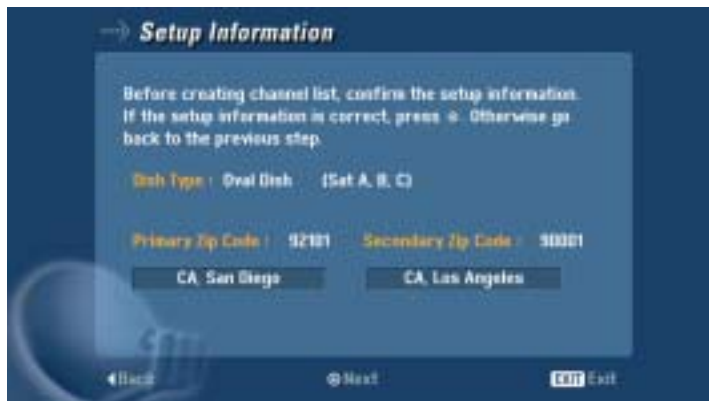 Setup Information
Before creating channel list, confirm the setup information.
If the setup information is correct, press ⊙. Otherwise go
back to the previous step.
Dish Type : Oval Dish (Sat A, B, C)
Primary Zip Code : 92101 Secondary Zip Code : 90001
CA, San Diego CA, Los Angeles
Back Next EXIT Exit